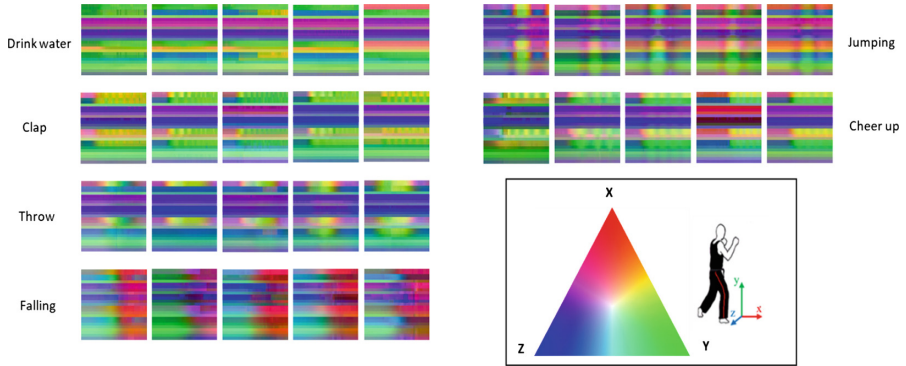 Drink water
Jumping
Clap
Cheer up
Throw
Falling
X
Z
Y
y
z
x